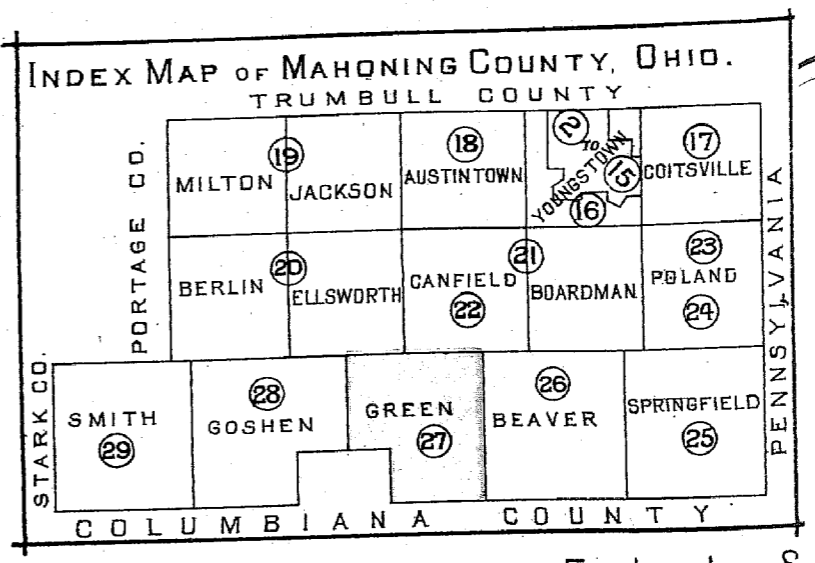 INDEX MAP OF MAHONING COUNTY, OHIO.
TRUMBULL COUNTY
PORTAGE CO.
STARK CO.
PENNSYLVANIA
19
MILTON
JACKSON
18
AUSTINTOWN
2 TO 15
YOUNGSTOWN
16
17
COITSVILLE
20
BERLIN
ELLSWORTH
21
CANFIELD
22
BOARDMAN
23
POLAND
24
SMITH
29
28
GOSHEN
GREEN
27
26
BEAVER
SPRINGFIELD
25
COLUMBIANA COUNTY